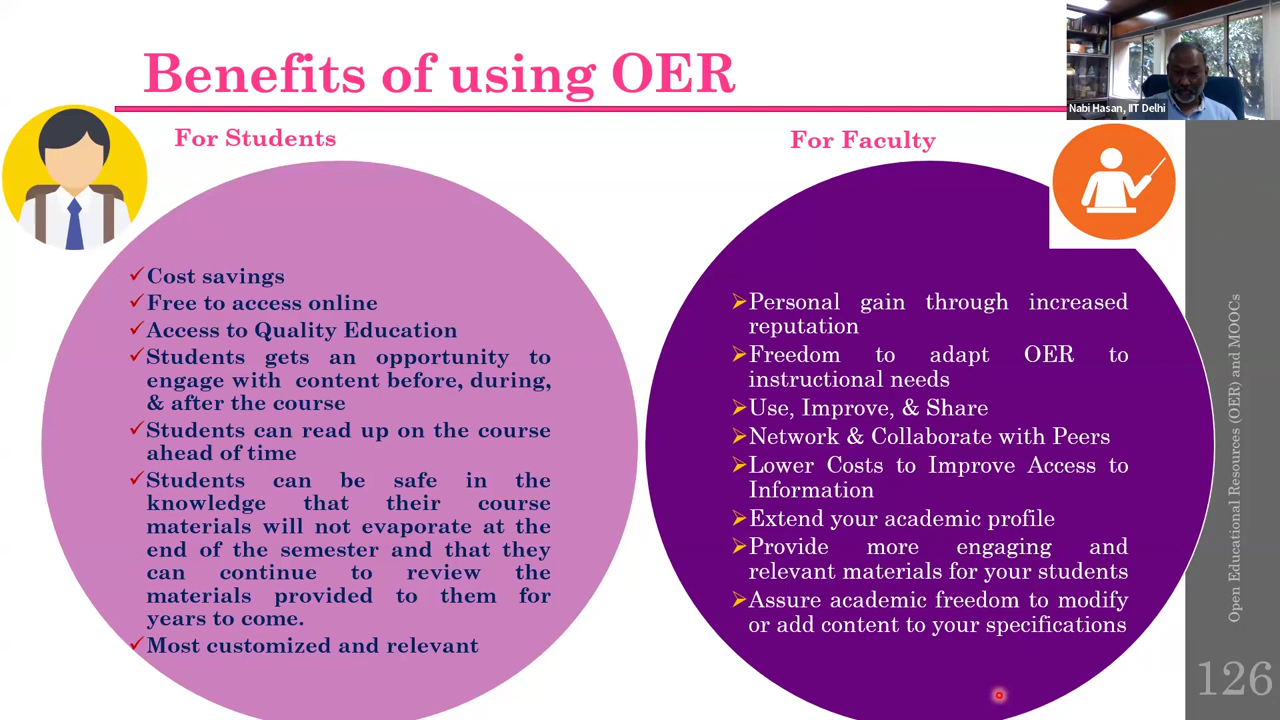 Benefits of using OER
Nabi Hasan, IIT Delhi
For Students
Cost savings
Free to access online
Access to Quality Education
Students gets an opportunity to
engage with content before, during,
& after the course
Students can read up on the course
ahead of time
Students can be safe in the
knowledge that their course
materials will not evaporate at the
end of the semester and that they
can continue to review the
materials provided to them for
years to come.
Most customized and relevant
For Faculty
Personal gain through increased
reputation
Freedom to adapt OER to
instructional needs
Use, Improve, & Share
Network & Collaborate with Peers
Lower Costs to Improve Access to
Information
Extend your academic profile
Provide more engaging and
relevant materials for your students
Assure academic freedom to modify
or add content to your specifications
Open Educational Resources (OER) and MOOCs
126